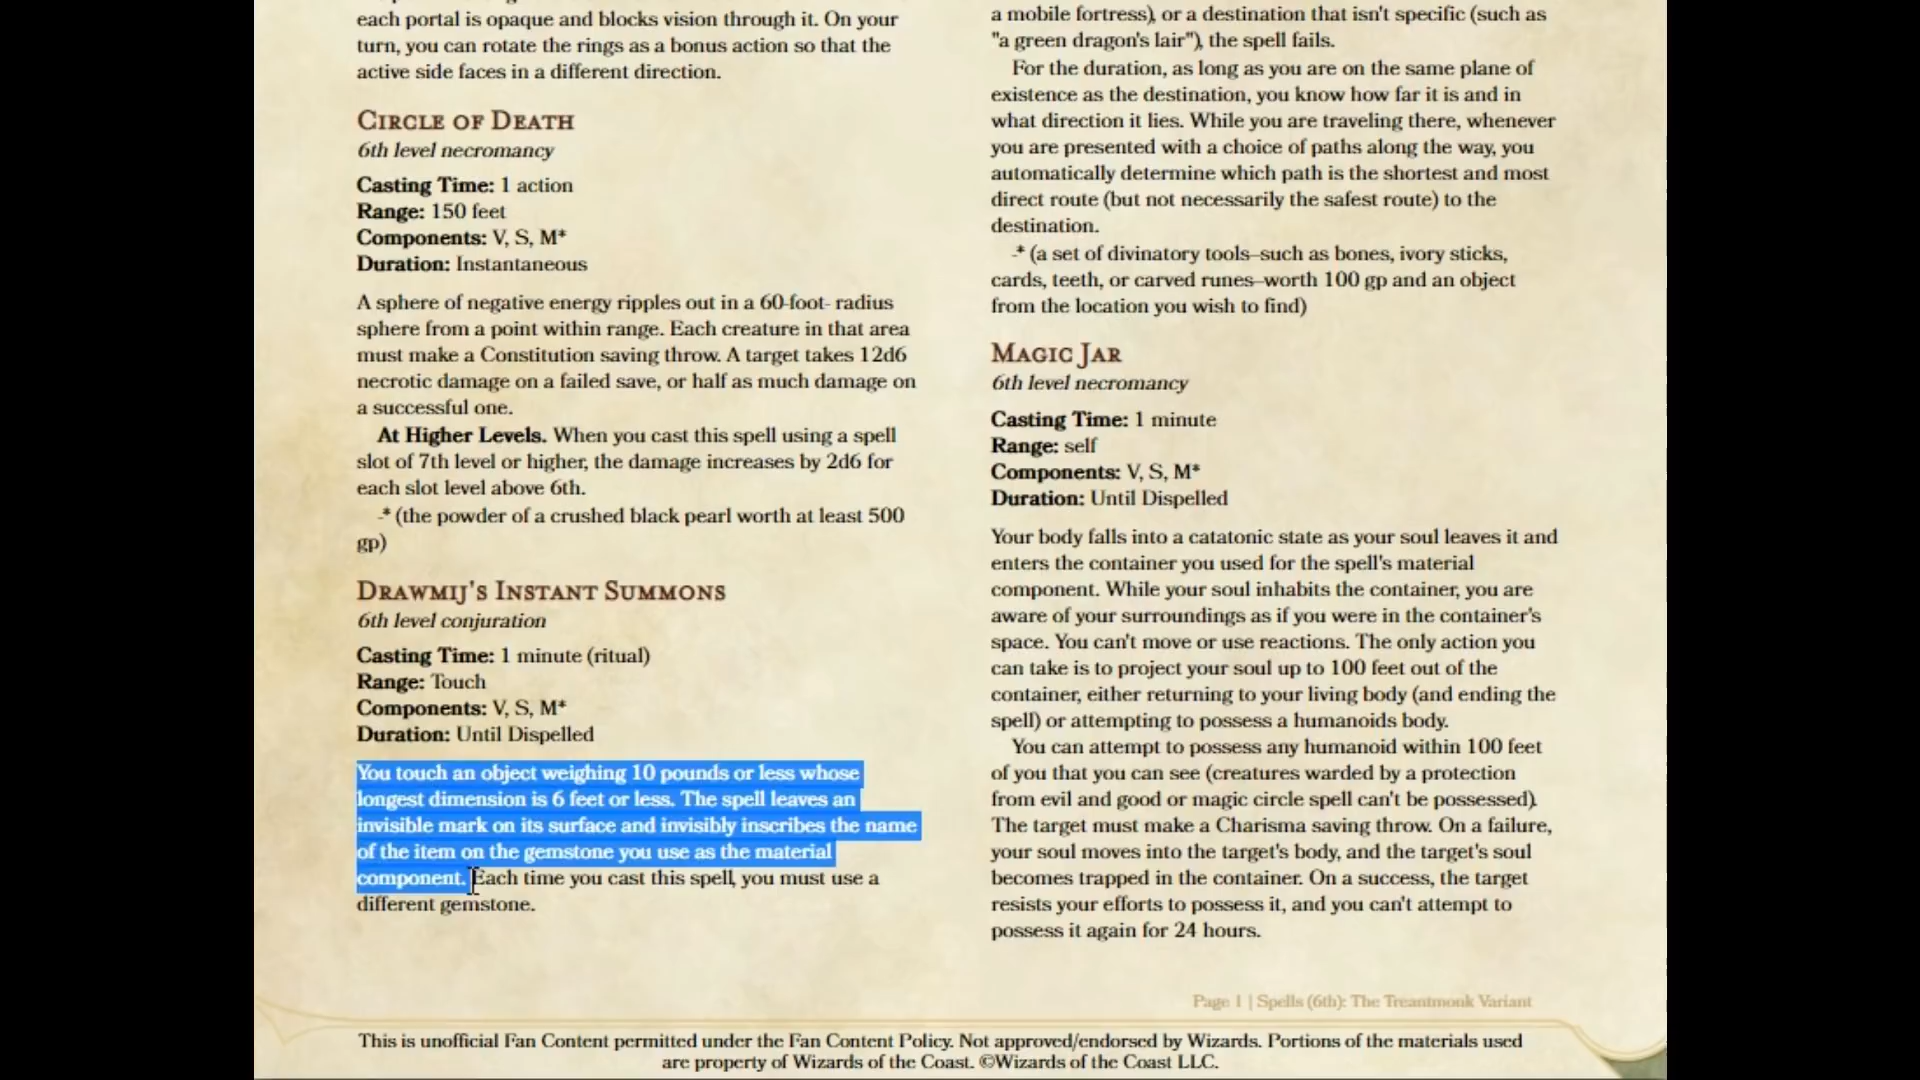 each portal is opaque and blocks vision through it. On your
turn, you can rotate the rings as a bonus action so that the
active side faces in a different direction.
Circle of Death
6th level necromancy
Casting Time: 1 action
Range: 150 feet
Components: V, S, M*
Duration: Instantaneous
A sphere of negative energy ripples out in a 60-foot- radius
sphere from a point within range. Each creature in that area
must make a Constitution saving throw. A target takes 12d6
necrotic damage on a failed save, or half as much damage on
a successful one.
At Higher Levels. When you cast this spell using a spell
slot of 7th level or higher, the damage increases by 2d6 for
each slot level above 6th.
-* (the powder of a crushed black pearl worth at least 500
gp)
Drawmij's Instant Summons
6th level conjuration
Casting Time: 1 minute (ritual)
Range: Touch
Components: V, S, M*
Duration: Until Dispelled
You touch an object weighing 10 pounds or less whose
longest dimension is 6 feet or less. The spell leaves an
invisible mark on its surface and invisibly inscribes the name
of the item on the gemstone you use as the material
component. Each time you cast this spell, you must use a
different gemstone.
a mobile fortress), or a destination that isn't specific (such as
"a green dragon's lair"), the spell fails.
For the duration, as long as you are on the same plane of
existence as the destination, you know how far it is and in
what direction it lies. While you are traveling there, whenever
you are presented with a choice of paths along the way, you
automatically determine which path is the shortest and most
direct route (but not necessarily the safest route) to the
destination.
-* (a set of divinatory tools–such as bones, ivory sticks,
cards, teeth, or carved runes–worth 100 gp and an object
from the location you wish to find)
Magic Jar
6th level necromancy
Casting Time: 1 minute
Range: self
Components: V, S, M*
Duration: Until Dispelled
Your body falls into a catatonic state as your soul leaves it and
enters the container you used for the spell's material
component. While your soul inhabits the container, you are
aware of your surroundings as if you were in the container's
space. You can't move or use reactions. The only action you
can take is to project your soul up to 100 feet out of the
container, either returning to your living body (and ending the
spell) or attempting to possess a humanoids body.
You can attempt to possess any humanoid within 100 feet
of you that you can see (creatures warded by a protection
from evil and good or magic circle spell can't be possessed).
The target must make a Charisma saving throw. On a failure,
your soul moves into the target's body, and the target's soul
becomes trapped in the container. On a success, the target
resists your efforts to possess it, and you can't attempt to
possess it again for 24 hours.
Page 1 | Spells (6th): The Treantmonk Variant
This is unofficial Fan Content permitted under the Fan Content Policy. Not approved/endorsed by Wizards. Portions of the materials used
are property of Wizards of the Coast. ©Wizards of the Coast LLC.